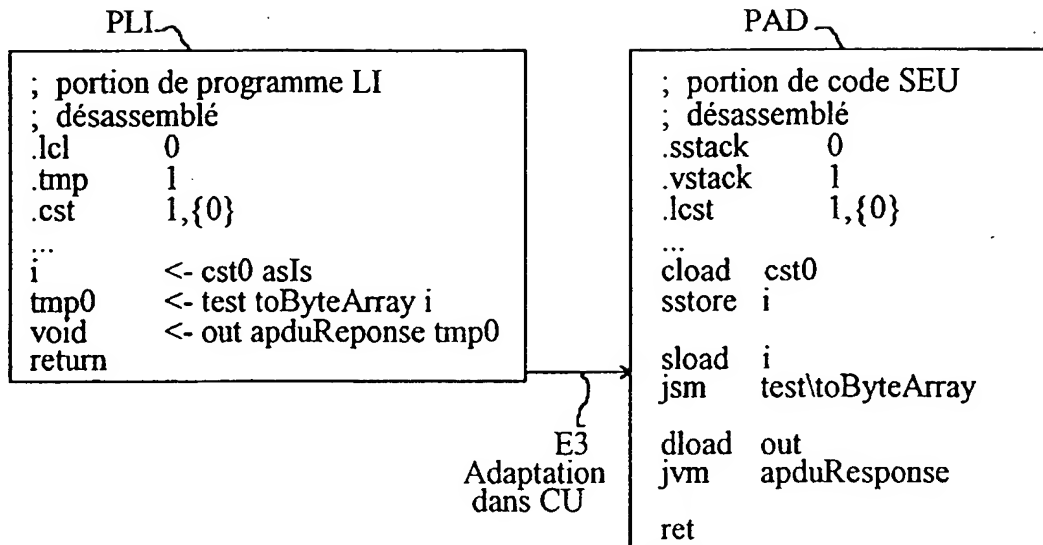 PLI
; portion de programme LI
; désassemblé
.lcl 0
.tmp 1
.cst 1,{0}
...
i <- cst0 asIs
tmp0 <- test toByteArray i
void <- out apduReponse tmp0
return
E3
Adaptation
dans CU
PAD
; portion de code SEU
; désassemblé
.sstack 0
.vstack 1
.lcst 1,{0}
...
cload cst0
sstore i
sload i
jsm test\toByteArray
dload out
jvm apduResponse
ret